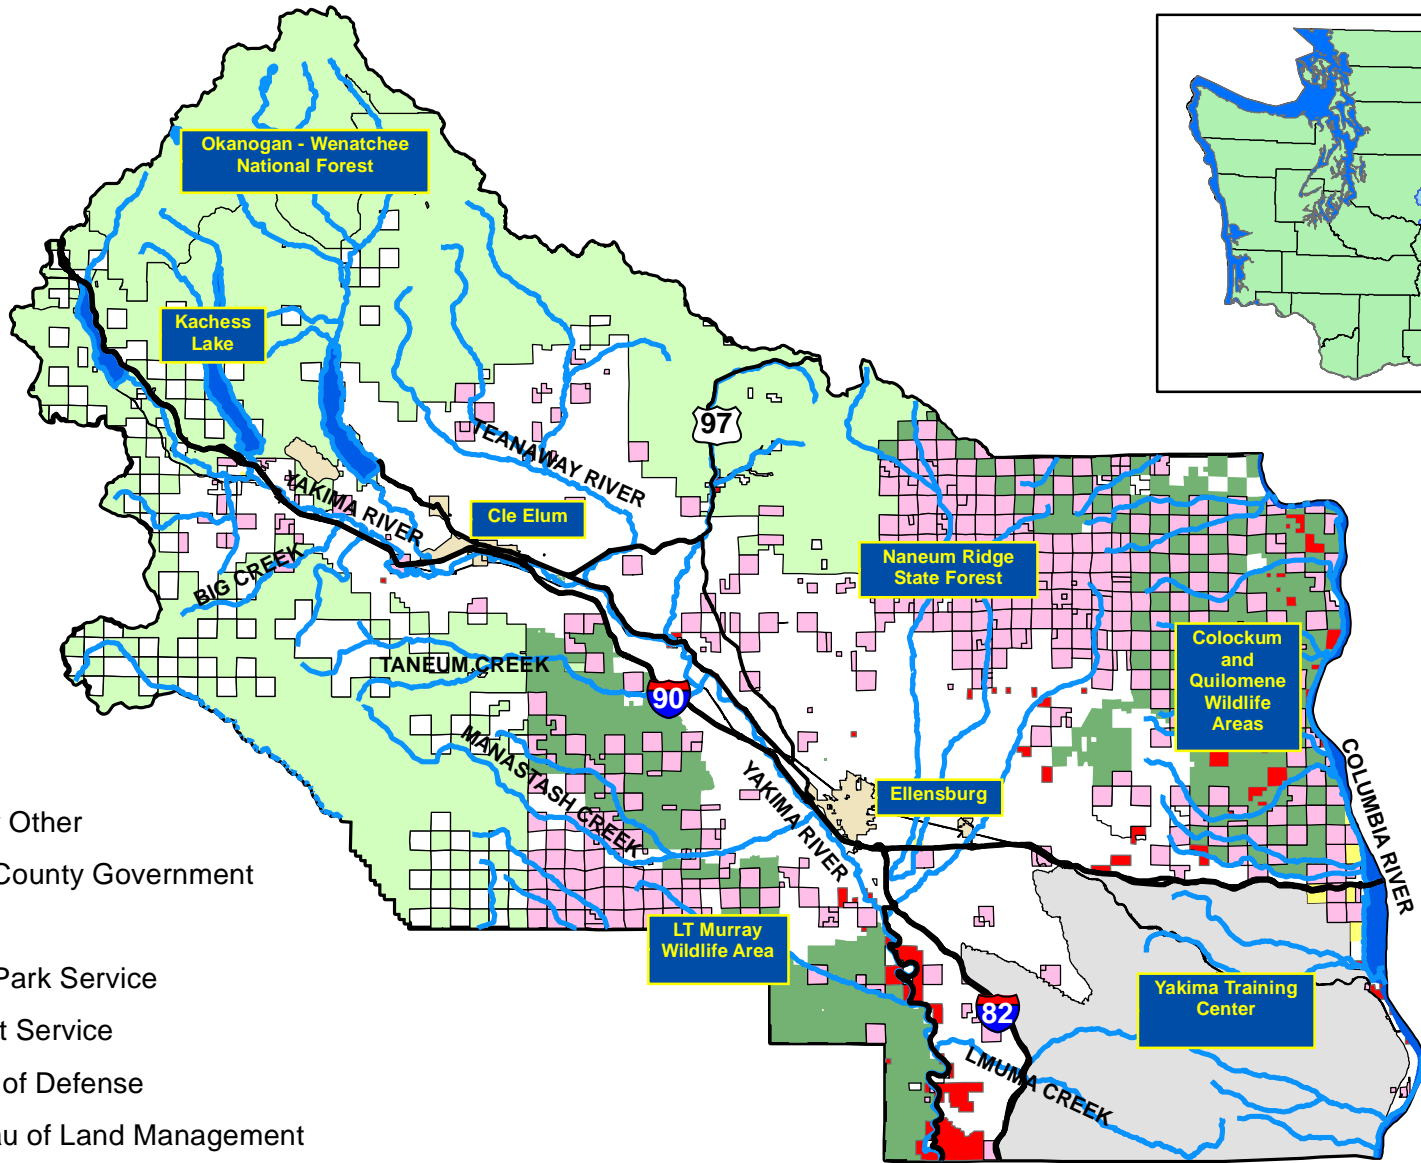 Okanogan - Wenatchee
National Forest
Kachess
Lake
97
TEANAWAY RIVER
YAKIMA RIVER
Cle Elum
BIG CREEK
Naneum Ridge
State Forest
TANEUM CREEK
90
Colockum
and
Quilomene
Wildlife
Areas
MANASTASH CREEK
YAKIMA RIVER
Ellensburg
COLUMBIA RIVER
LT Murray
Wildlife Area
Yakima Training
Center
82
LMUMA CREEK
Other
County Government
Park Service
t Service
of Defense
au of Land Management